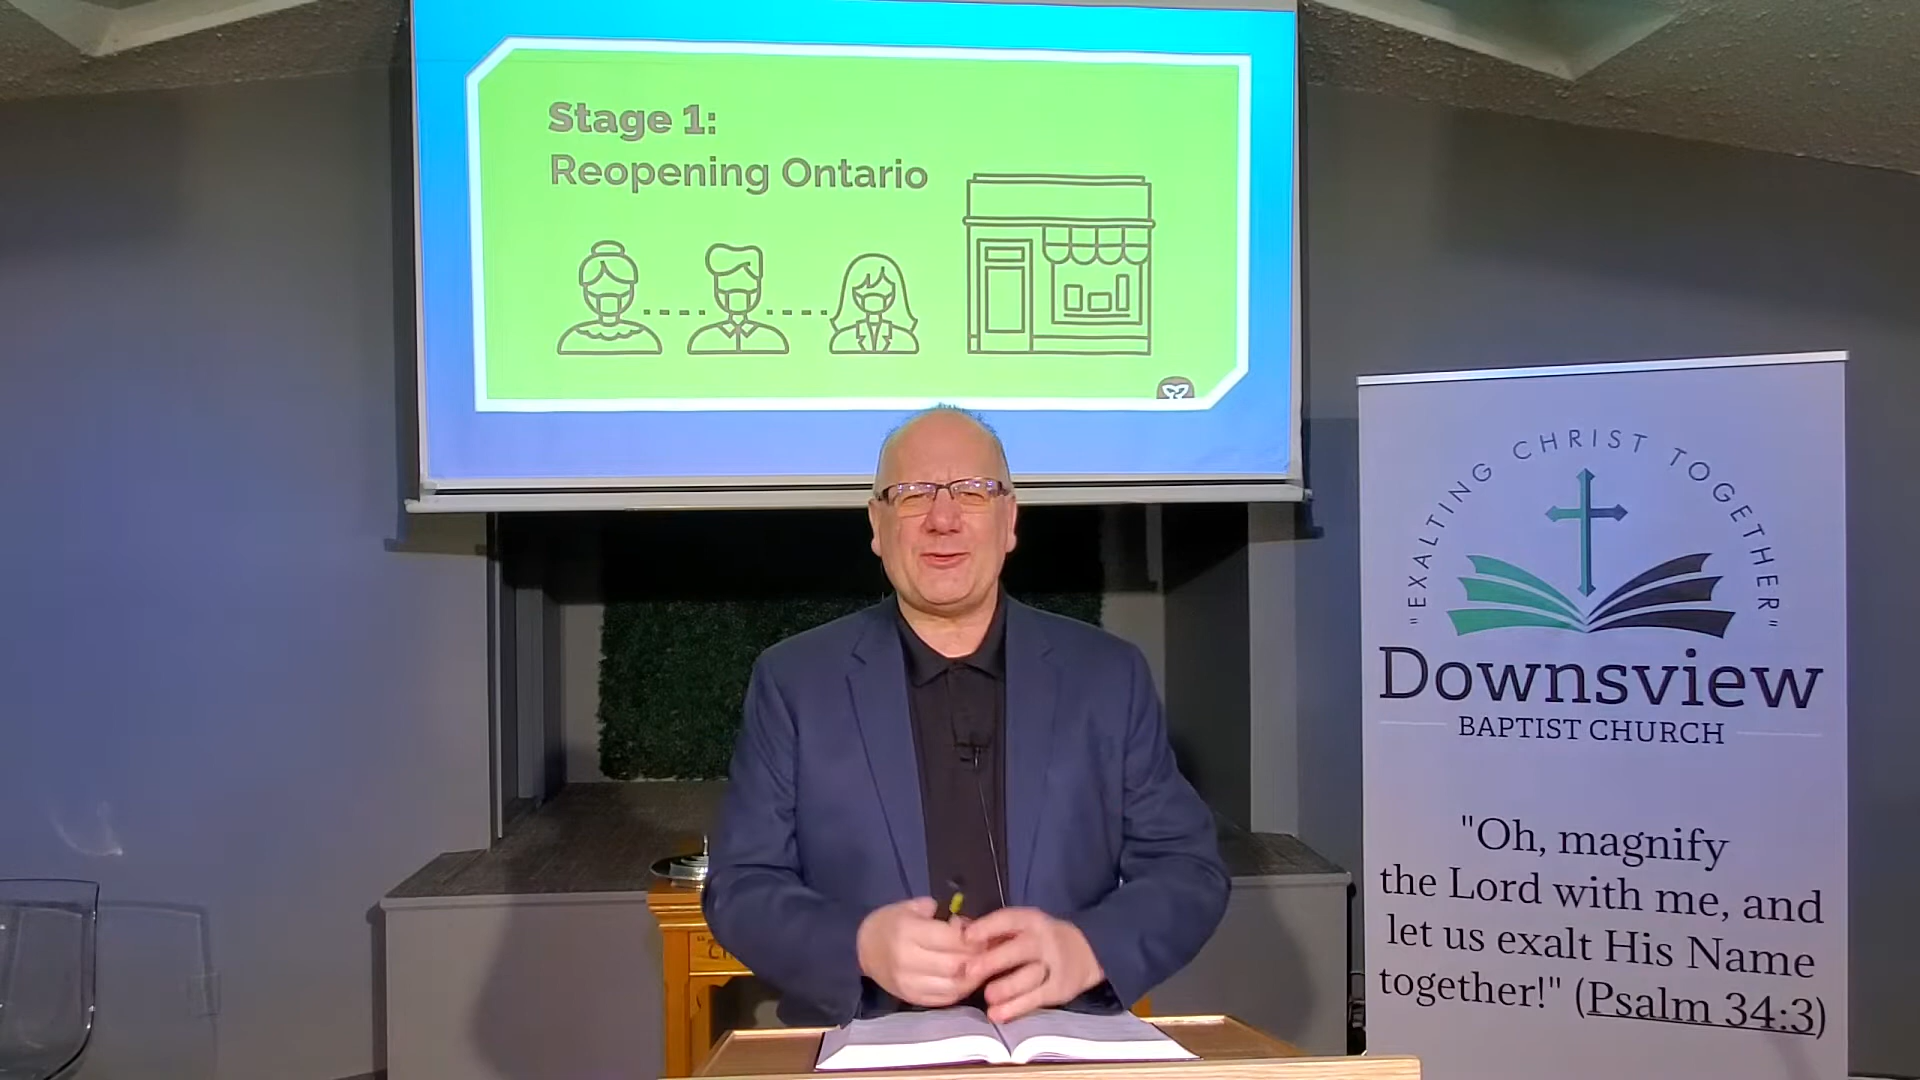 Stage 1:
Reopening Ontario
"EXALTING CHRIST TOGETHER"
Downsview
BAPTIST CHURCH
"Oh, magnify
the Lord with me, and
let us exalt His Name
together!" (Psalm 34:3)